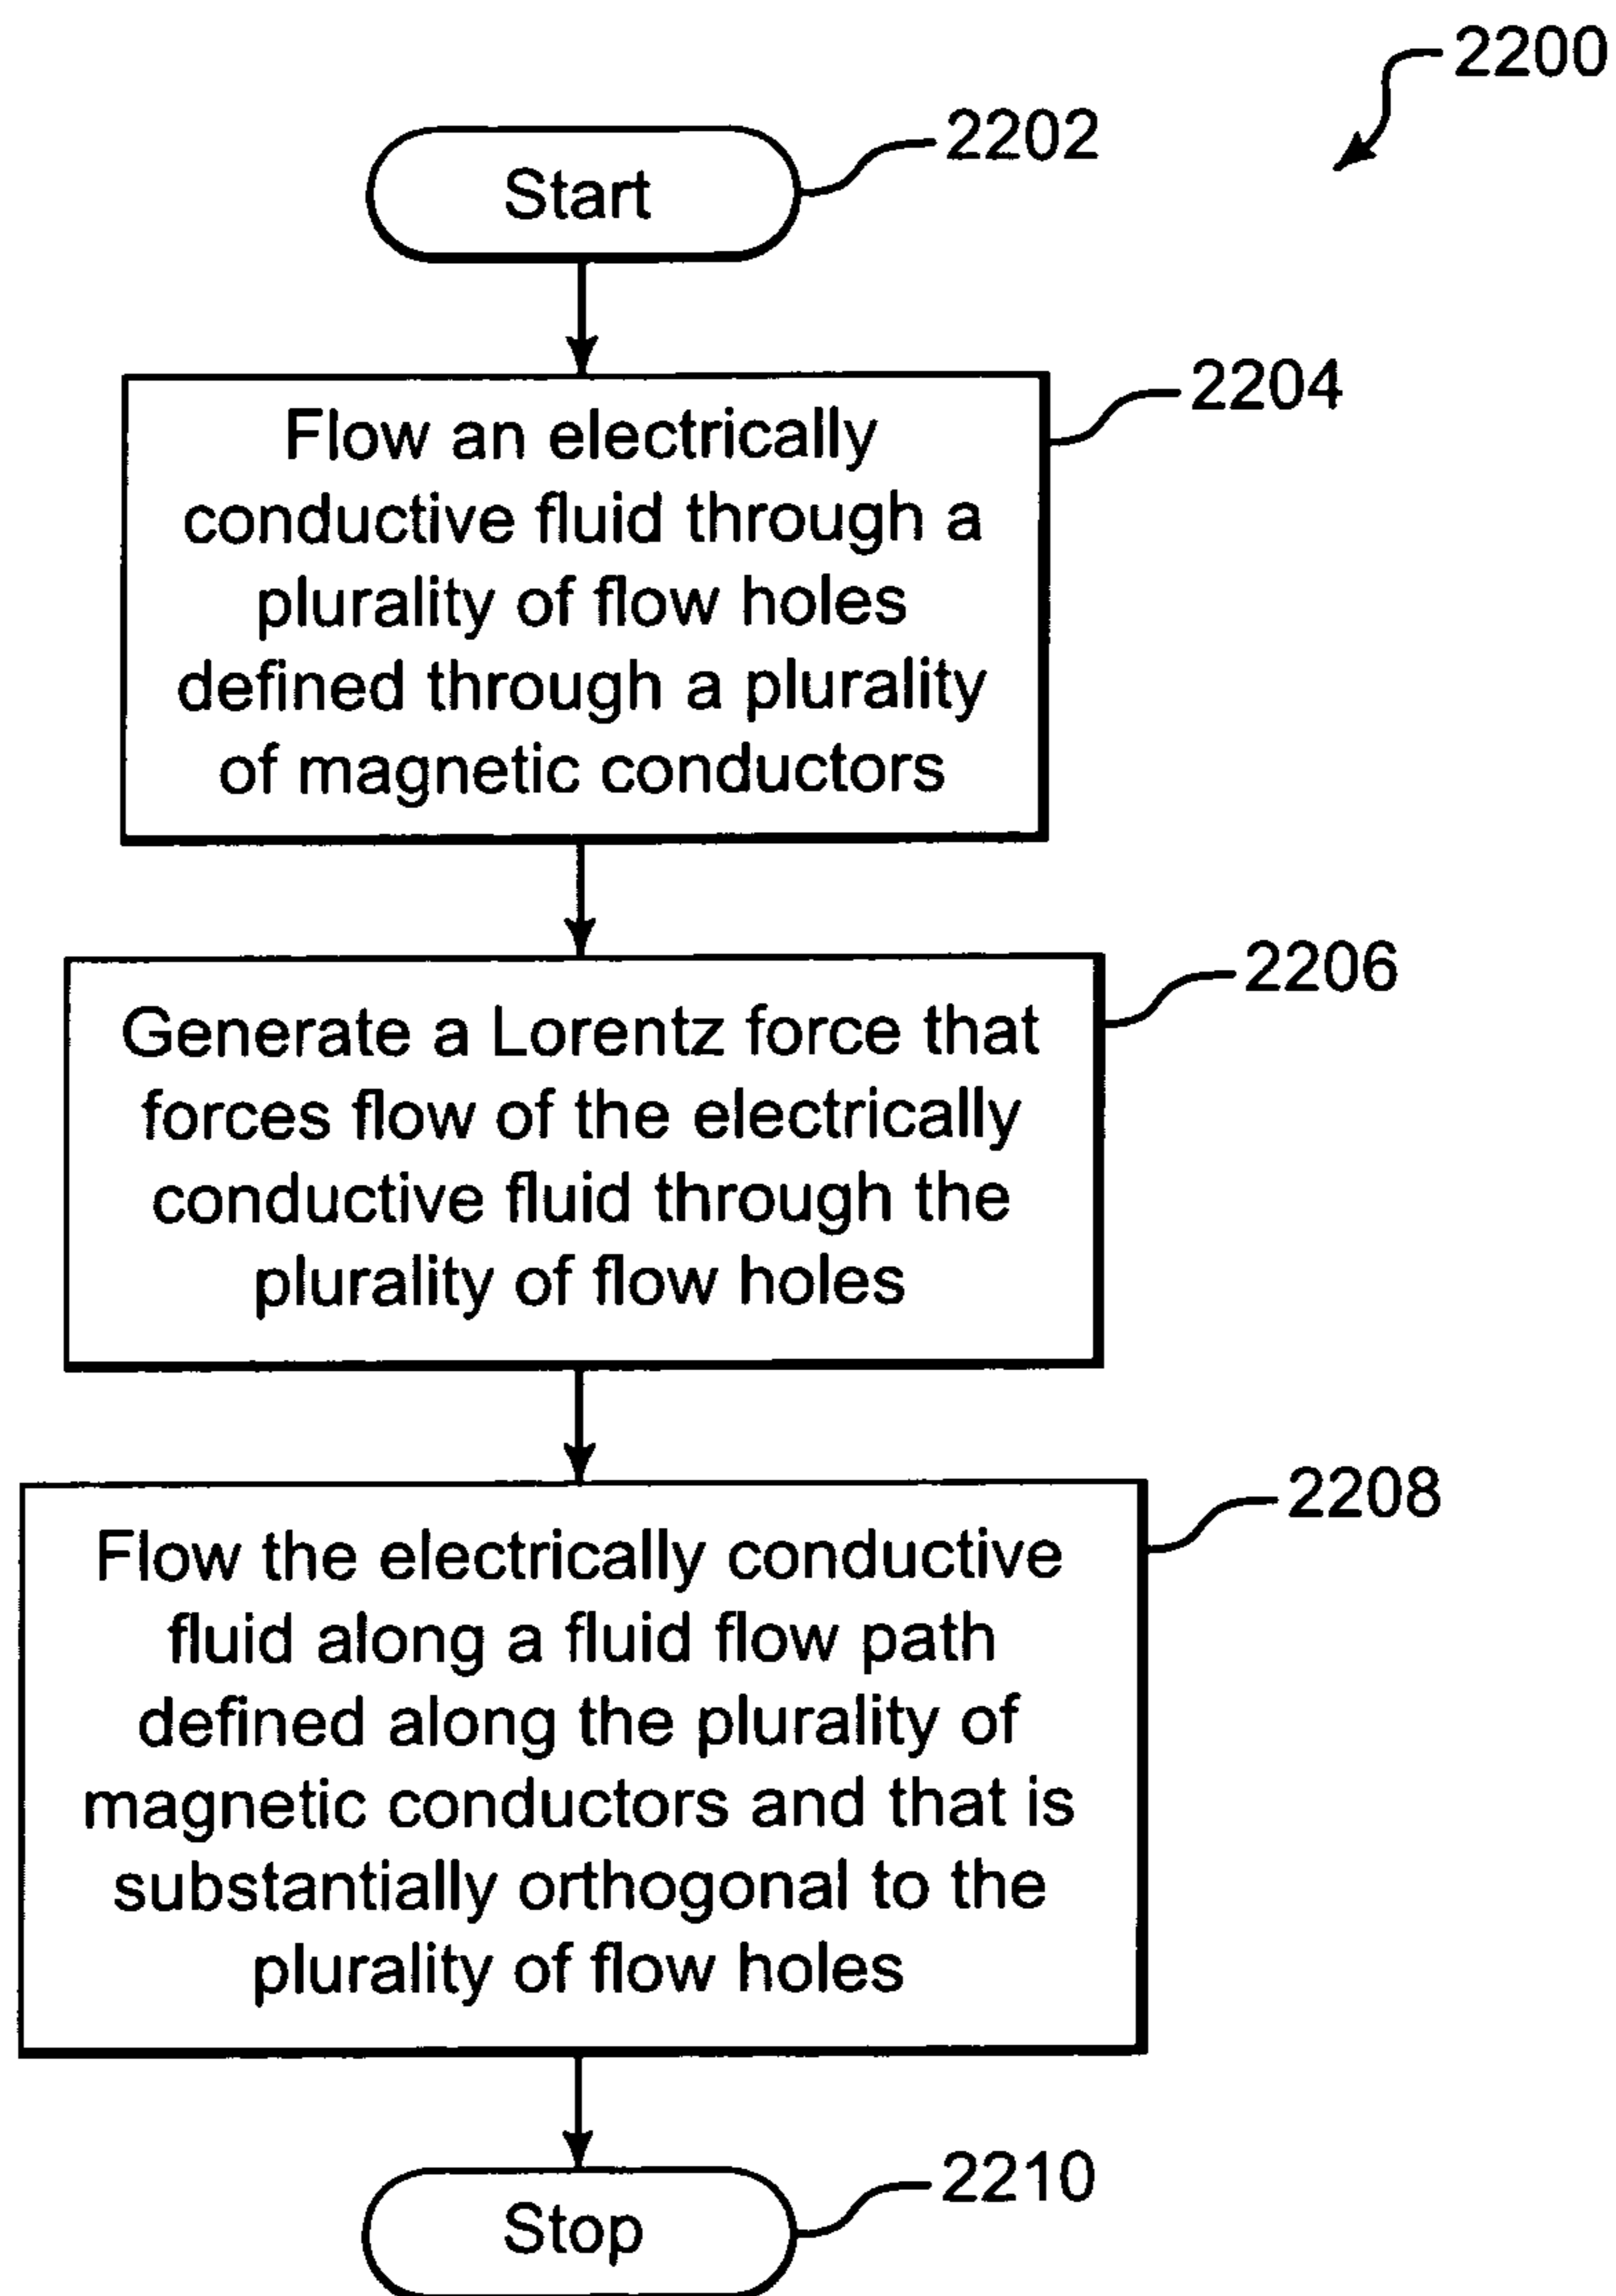 2200
2202
Start
2204
Flow an electrically
conductive fluid through a
plurality of flow holes
defined through a plurality
of magnetic conductors
2206
Generate a Lorentz force that
forces flow of the electrically
conductive fluid through the
plurality of flow holes
2208
Flow the electrically conductive
fluid along a fluid flow path
defined along the plurality of
magnetic conductors and that is
substantially orthogonal to the
plurality of flow holes
2210
Stop